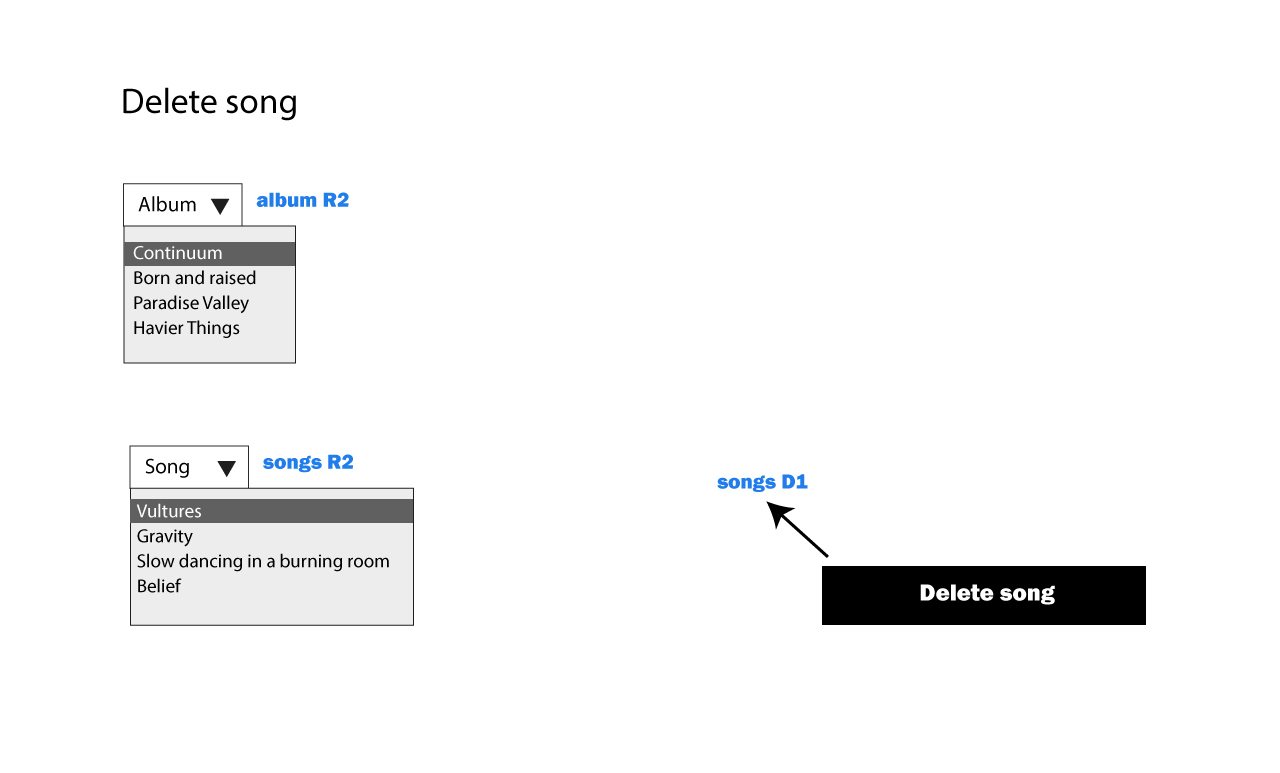 Delete song
Album
album R2
Continuum
Born and raised
Paradise Valley
Havier Things
Song
songs R2
Vultures
Gravity
Slow dancing in a burning room
Belief
songs D1
Delete song